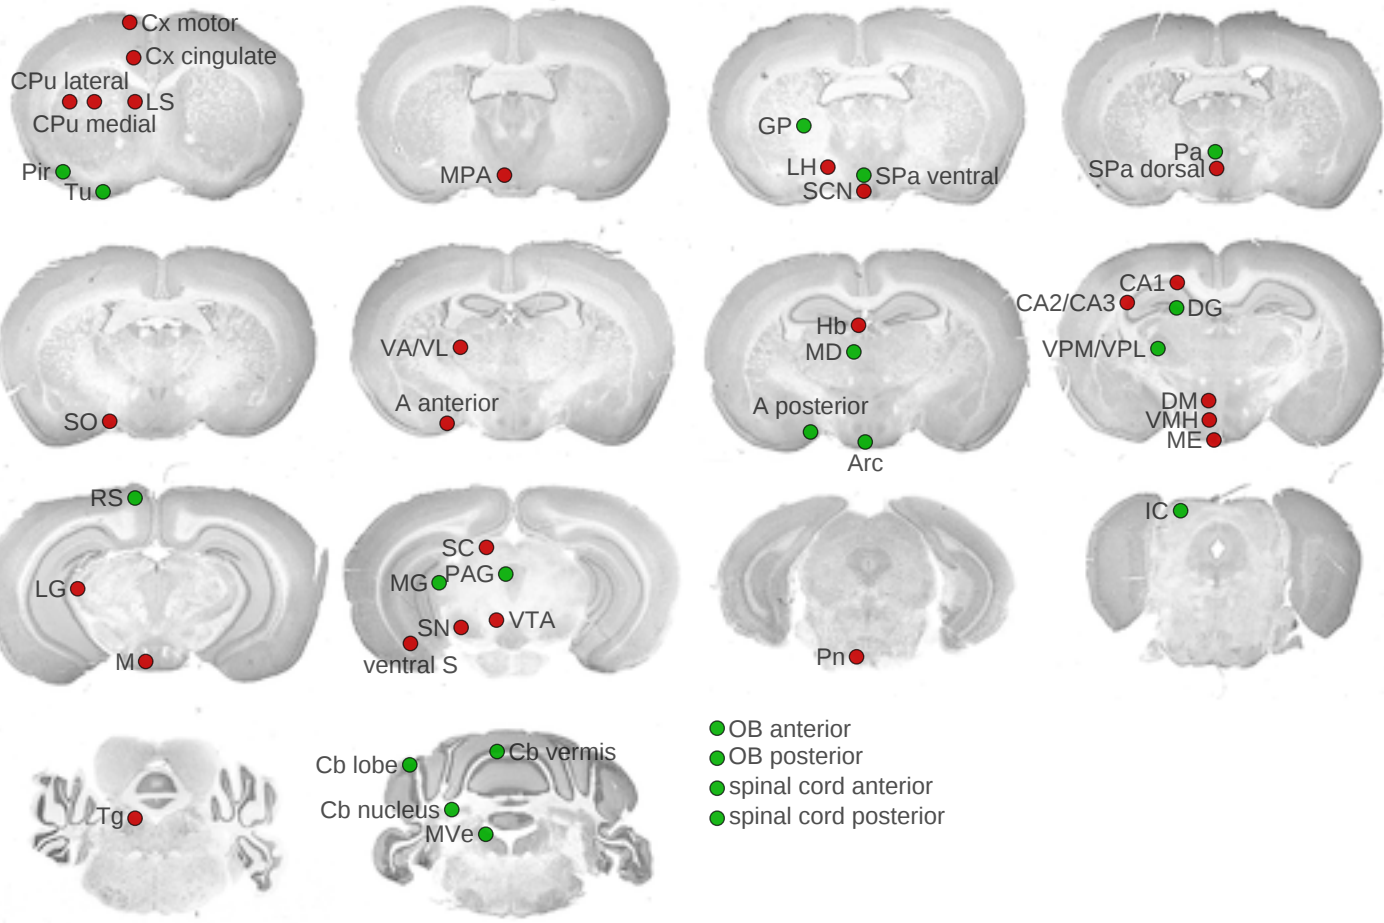 Cx motor
Cx cingulate
CPu lateral
LS
CPu medial
Pir
Tu
MPA
GP
LH
SPa ventral
SCN
Pa
SPa dorsal
SO
VA/VL
A anterior
Hb
MD
A posterior
Arc
CA1
CA2/CA3
DG
VPM/VPL
DM
VMH
ME
RS
LG
M
SC
MG
PAG
SN
VTA
ventral S
Pn
IC
Tg
Cb lobe
Cb vermis
Cb nucleus
MVe
OB anterior
OB posterior
spinal cord anterior
spinal cord posterior